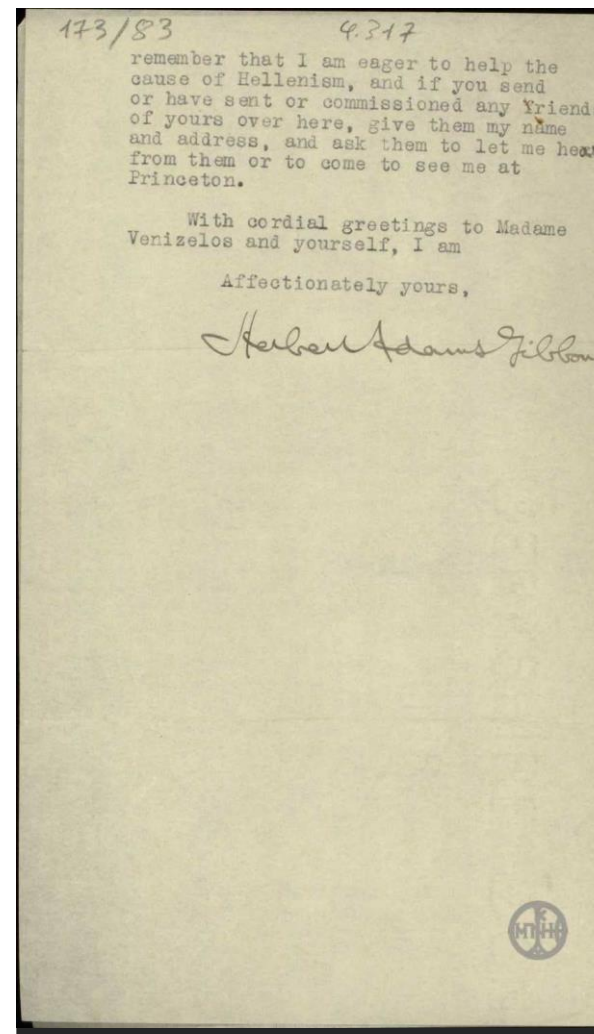 173/83 4.317
remember that I am eager to help the
cause of Hellenism, and if you send
or have sent or commissioned any friend
of yours over here, give them my name
and address, and ask them to let me hear
from them or to come to see me at
Princeton.
With cordial greetings to Madame
Venizelos and yourself, I am
Affectionately yours,
Herbert Adams Gibbon